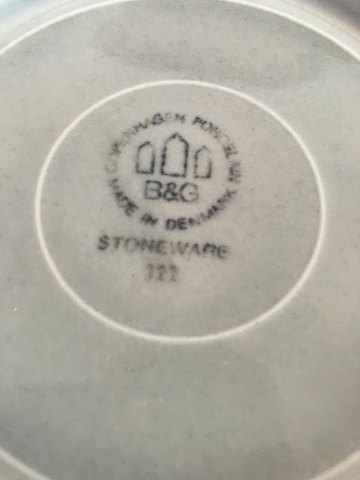 COPENHAGEN PORCELAIN
B&G
MADE IN DENMARK
STONEWARE